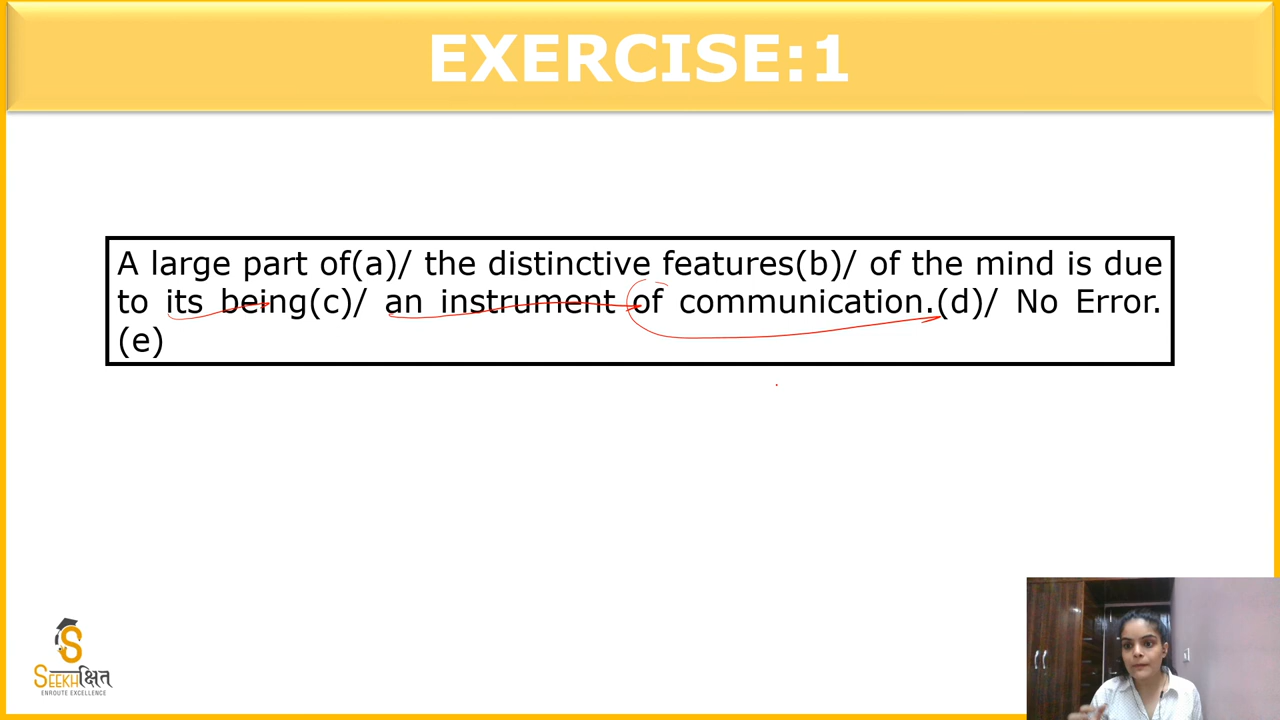 EXERCISE:1
A large part of(a)/ the distinctive features(b)/ of the mind is due
to its being(c)/ an instrument of communication.(d)/ No Error.
(e)
S
SEEKHक्षित
ENROUTE EXCELLENCE